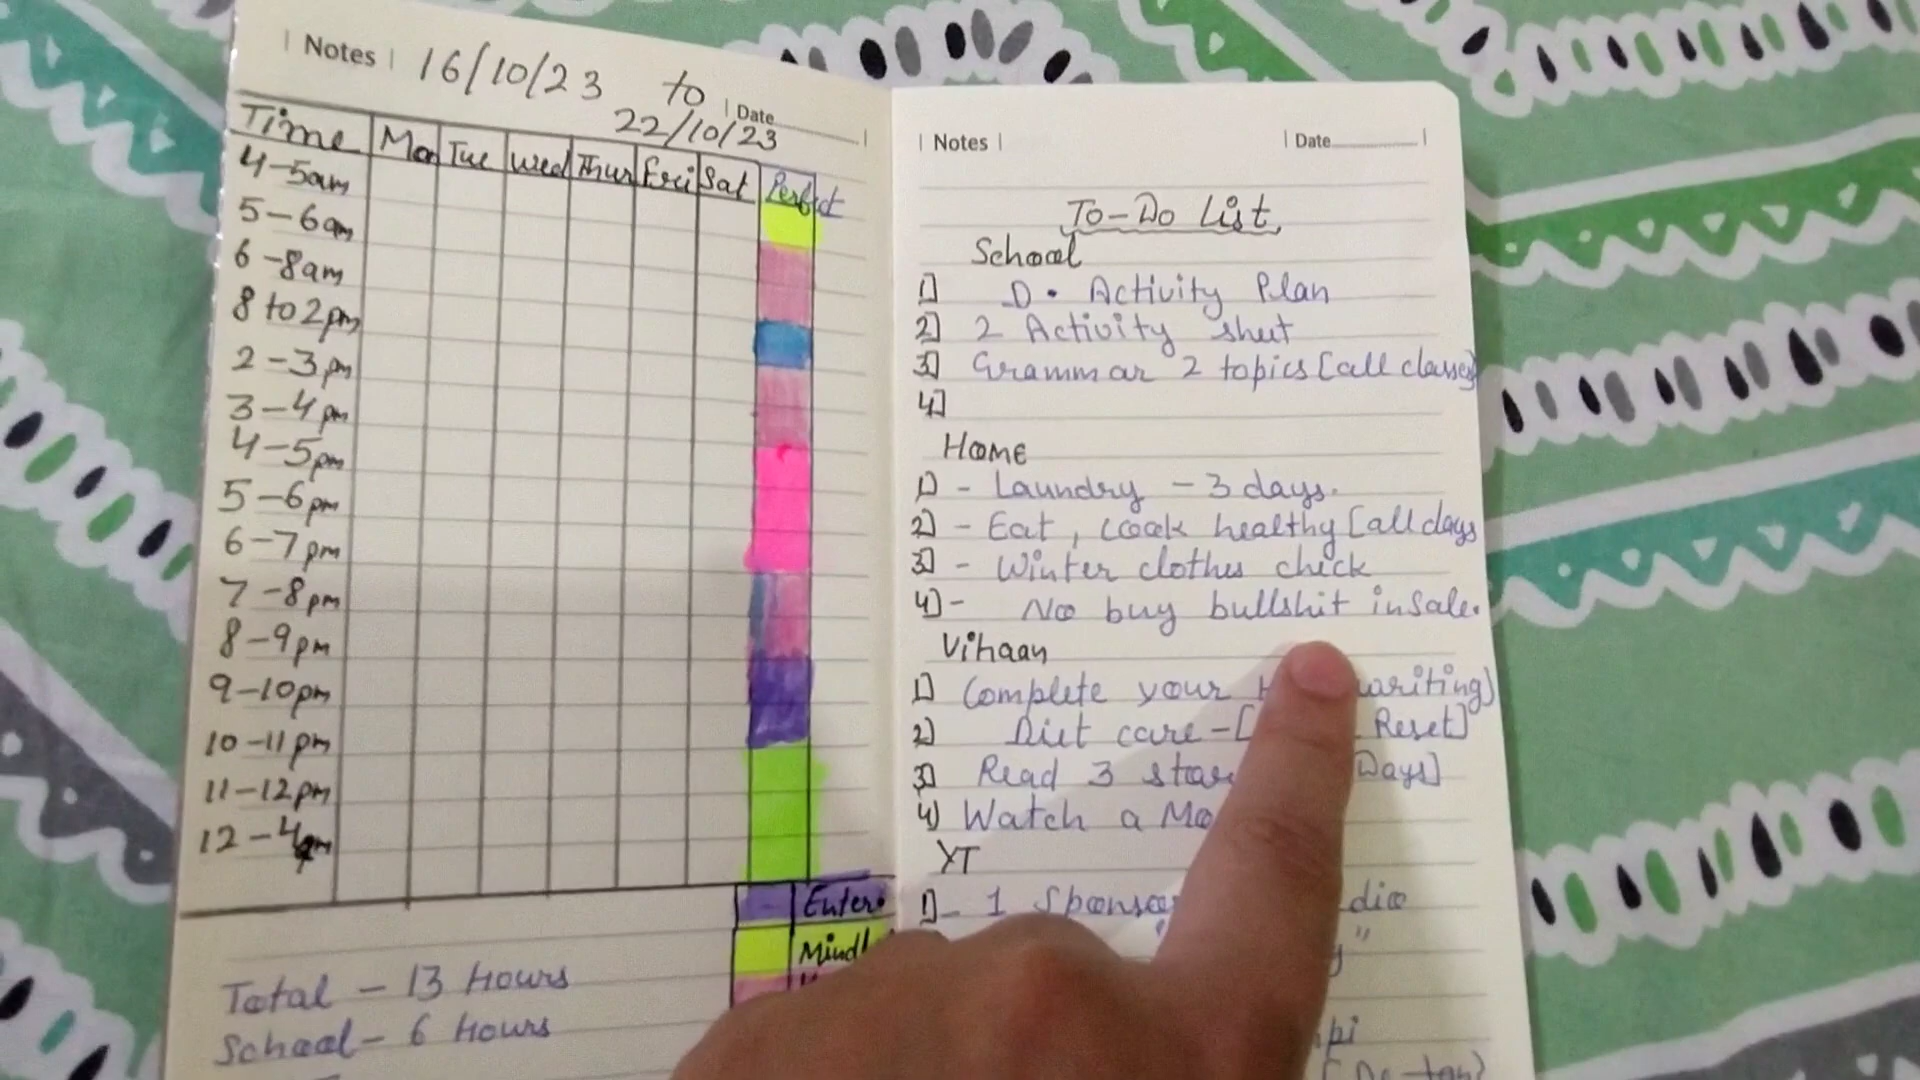 Notes 16/10/23 to
Date
22/10/23
Time Mon Tue Wed Thur Fri Sat Perfect
4-5am
5-6am
6-8am
8 to 2pm
2-3pm
3-4pm
4-5pm
5-6pm
6-7pm
7-8pm
8-9pm
9-10pm
10-11pm
11-12pm
12-4am
Total - 13 Hours
School - 6 Hours
Notes Date
To-Do List
School
1] D. Activity Plan
2] 2 Activity sheet
3] Grammar 2 topics [all classes]
4]
Home
1) - Laundry - 3 days.
2) - Eat, cook healthy [all days
3) - Winter clothes check
4) - No buy bullshit in Sale.
Vihaan
1] Complete your writing)
2] Diet care - [ Reset]
3] Read 3 Days]
4) Watch a
YT
1)- 1